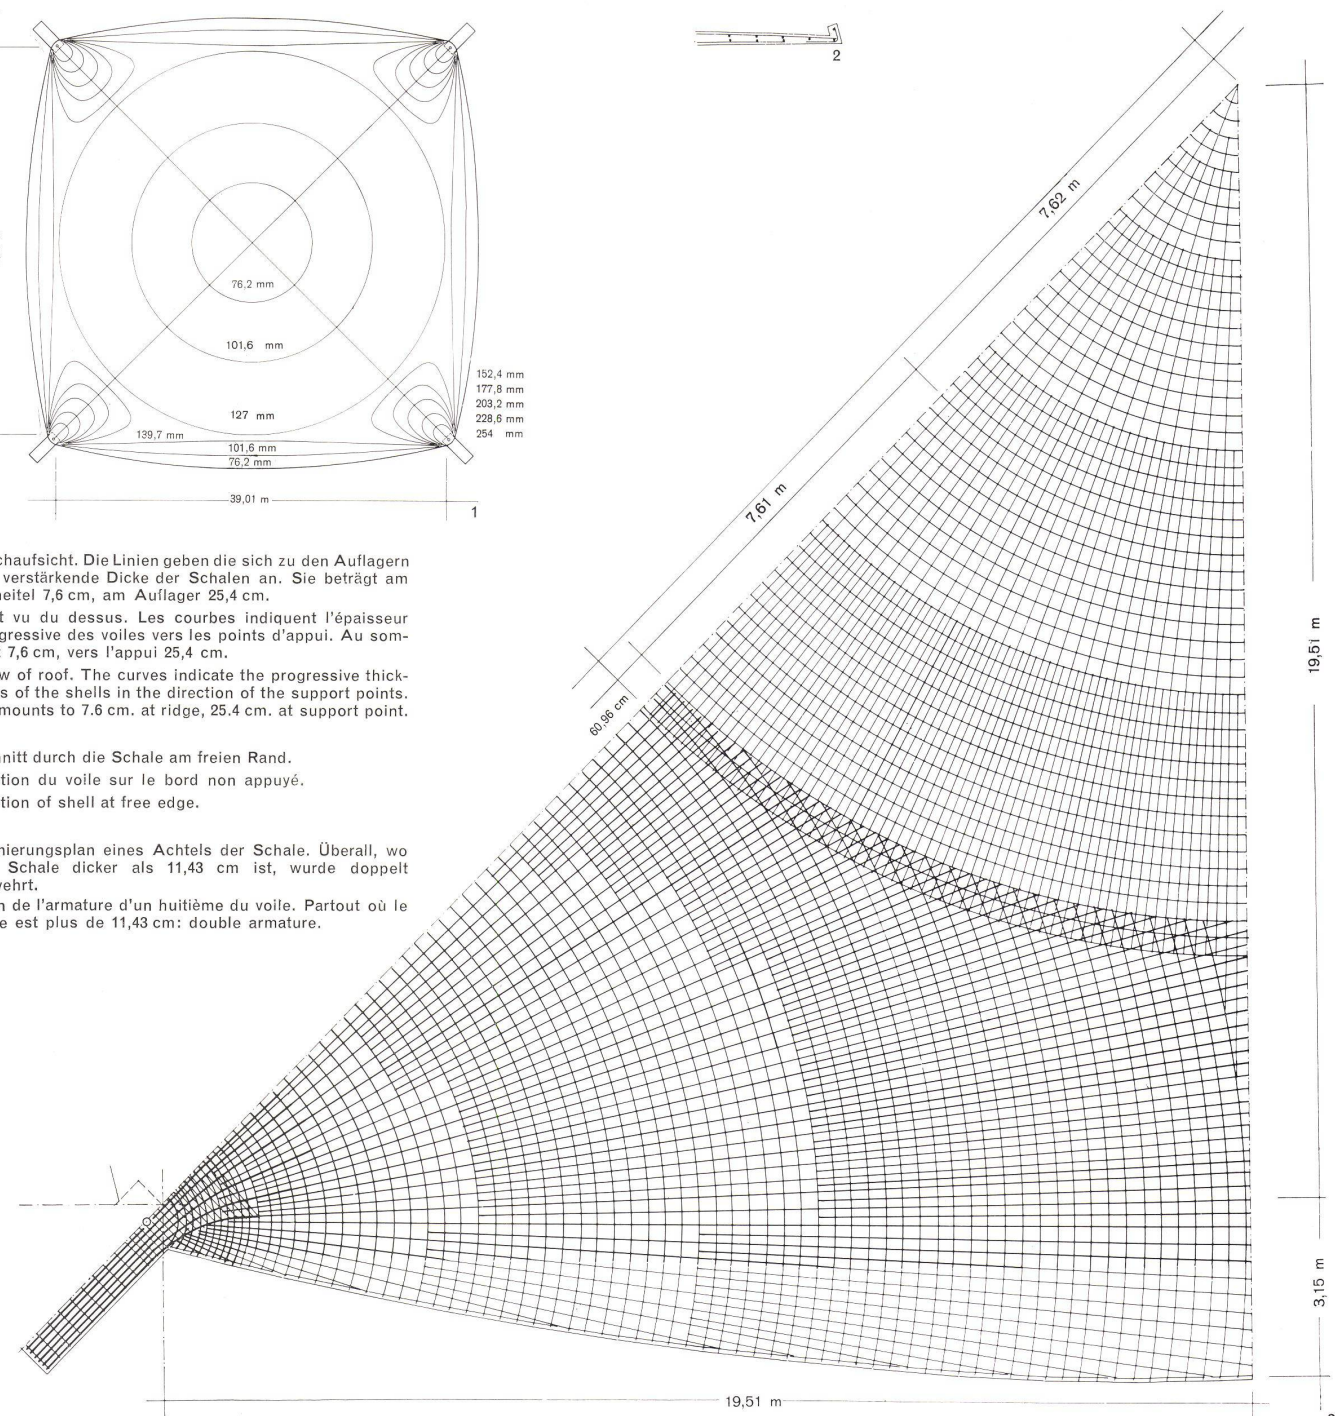 76,2 mm
101,6 mm
127 mm
139,7 mm
101,6 mm
76,2 mm
152,4 mm
177,8 mm
203,2 mm
228,6 mm
254 mm
39,01 m
1
2
chaufsicht. Die Linien geben die sich zu den Auflagern
verstärkende Dicke der Schalen an. Sie beträgt am
heitel 7,6 cm, am Auflager 25,4 cm.
t vu du dessus. Les courbes indiquent l'épaisseur
gressive des voiles vers les points d'appui. Au som-
: 7,6 cm, vers l'appui 25,4 cm.
w of roof. The curves indicate the progressive thick-
s of the shells in the direction of the support points.
mounts to 7.6 cm. at ridge, 25.4 cm. at support point.
nitt durch die Schale am freien Rand.
tion du voile sur le bord non appuyé.
tion of shell at free edge.
nierungsplan eines Achtels der Schale. Überall, wo
Schale dicker als 11,43 cm ist, wurde doppelt
vehrt.
n de l'armature d'un huitième du voile. Partout où le
e est plus de 11,43 cm: double armature.
7,62 m
7,61 m
60,96 cm
19,51 m
3,15 m
19,51 m